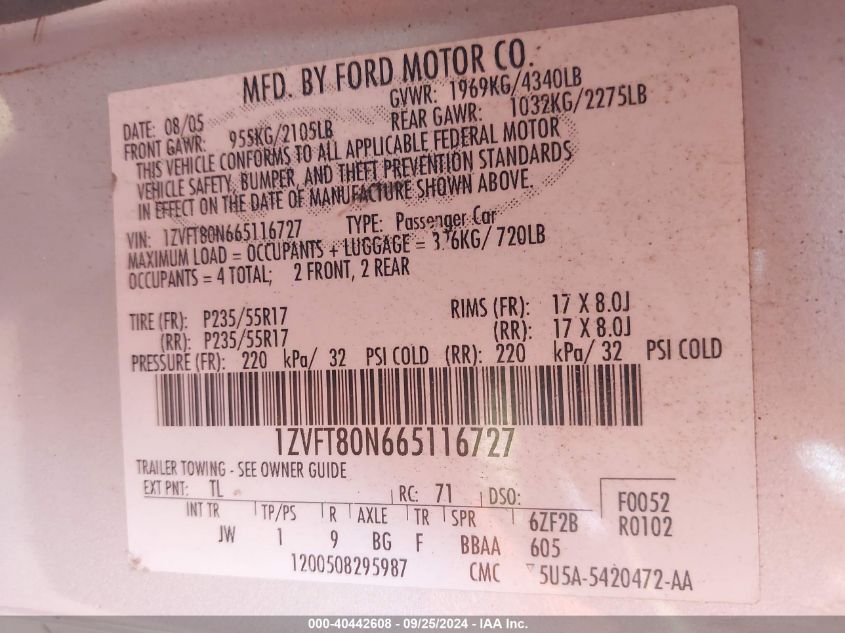 MFD. BY FORD MOTOR CO.
DATE: 08/05 GVWR: 1969KG/4340LB
FRONT GAWR: 955KG/2105LB REAR GAWR: 1032KG/2275LB
THIS VEHICLE CONFORMS TO ALL APPLICABLE FEDERAL MOTOR
VEHICLE SAFETY, BUMPER, AND THEFT PREVENTION STANDARDS
IN EFFECT ON THE DATE OF MANUFACTURE SHOWN ABOVE.
VIN: 1ZVFT80N665116727 TYPE: Passenger Car
MAXIMUM LOAD = OCCUPANTS + LUGGAGE = 326KG/ 720LB
OCCUPANTS = 4 TOTAL; 2 FRONT, 2 REAR
TIRE (FR): P235/55R17 RIMS (FR): 17 X 8.0J
(RR): P235/55R17 (RR): 17 X 8.0J
PRESSURE (FR): 220 kPa/ 32 PSI COLD (RR): 220 kPa/ 32 PSI COLD
1ZVFT80N665116727
TRAILER TOWING - SEE OWNER GUIDE
EXT PNT: TL RC: 71 DSO: F0052
INT TR TP/PS R AXLE TR SPR 6ZF2B R0102
JW 1 9 BG F BBAA 605
1200508295987 CMC 5U5A-5420472-AA
000-40442608 - 09/25/2024 - IAA Inc.